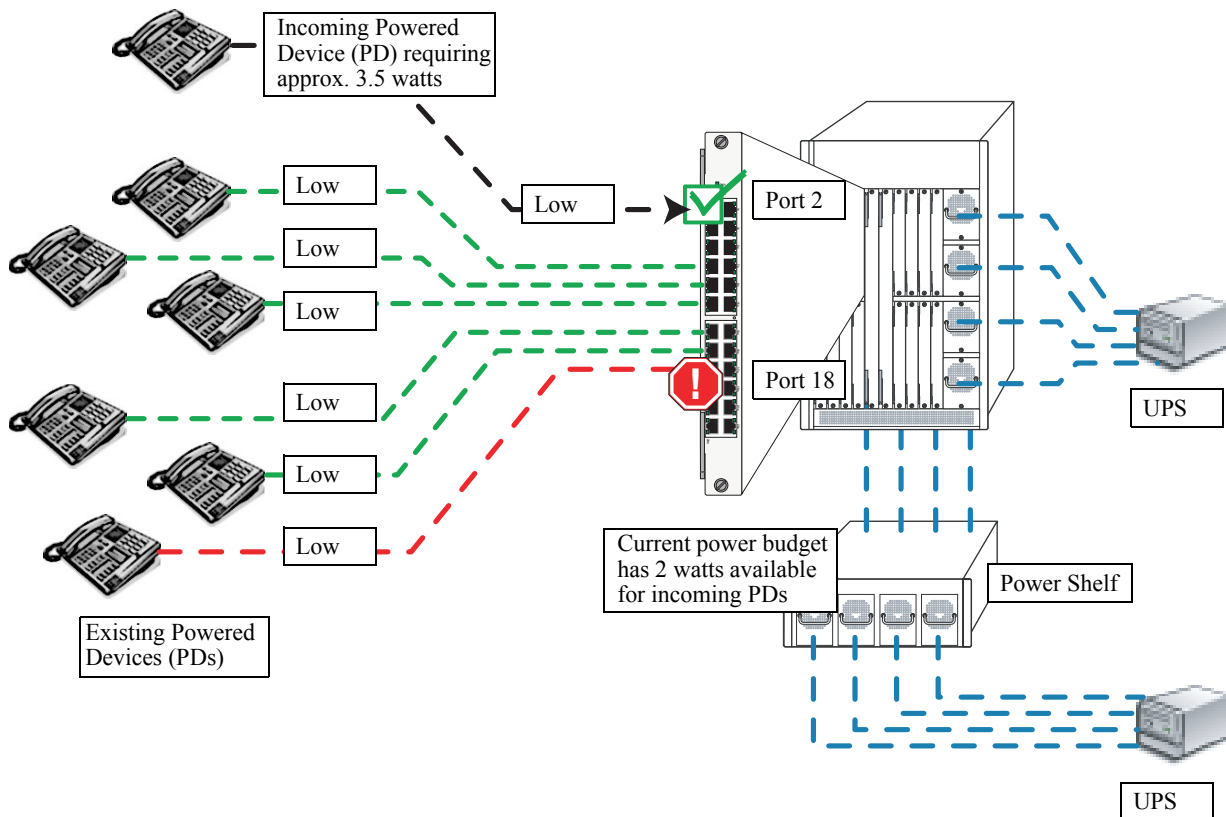 Incoming Powered
Device (PD) requiring
approx. 3.5 watts
Low
Low
Port 2
Low
Low
Low
Port 18
UPS
Low
Low
Current power budget
has 2 watts available
for incoming PDs
Power Shelf
Existing Powered
Devices (PDs)
UPS